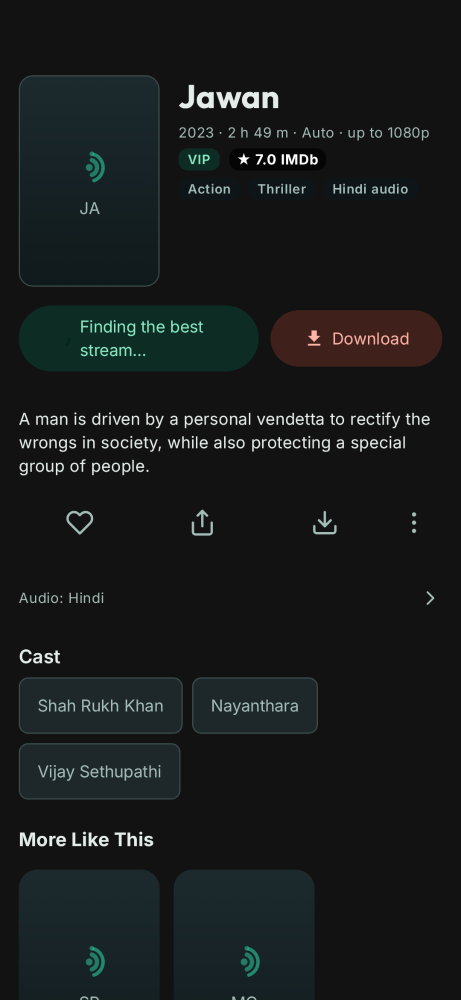 JA
Jawan
2023 · 2 h 49 m · Auto · up to 1080p
VIP
★ 7.0 IMDb
Action
Thriller
Hindi audio
Finding the best
stream...
Download
A man is driven by a personal vendetta to rectify the
wrongs in society, while also protecting a special
group of people.
Audio: Hindi
Cast
Shah Rukh Khan
Nayanthara
Vijay Sethupathi
More Like This